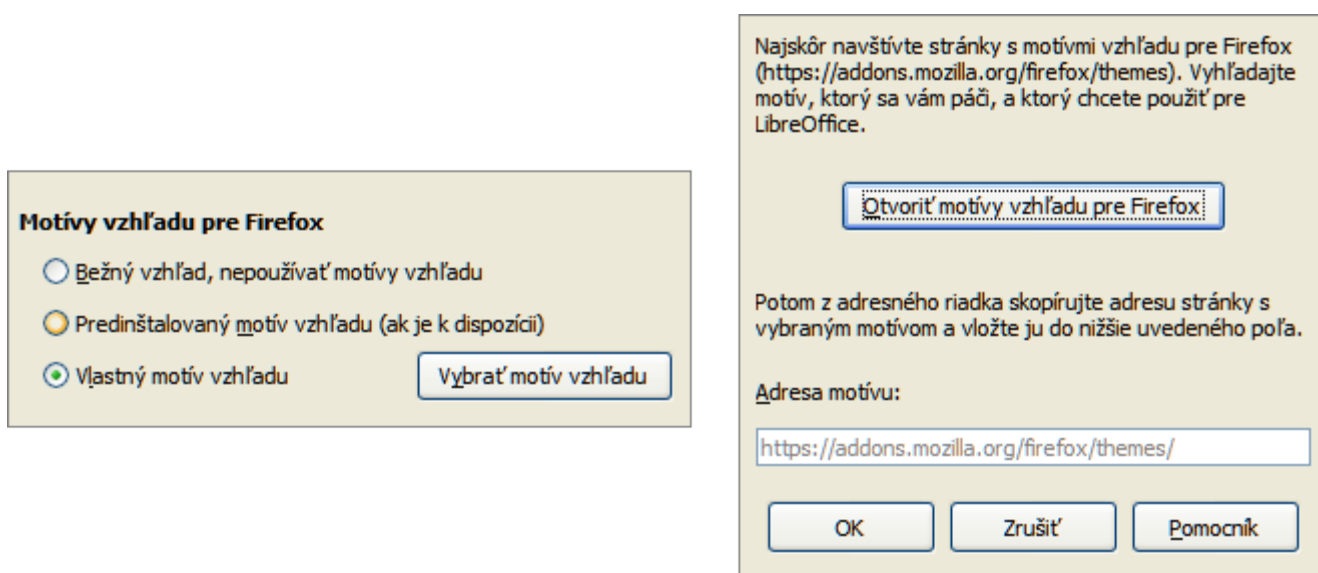 Motívy vzhľadu pre Firefox
Bežný vzhľad, nepoužívať motívy vzhľadu
Predinštalovaný motív vzhľadu (ak je k dispozícii)
Vlastný motív vzhľadu
Vybrať motív vzhľadu
Najskôr navštívte stránky s motívmi vzhľadu pre Firefox
(https://addons.mozilla.org/firefox/themes). Vyhľadajte
motív, ktorý sa vám páči, a ktorý chcete použiť pre
LibreOffice.
Otvoriť motívy vzhľadu pre Firefox
Potom z adresného riadka skopírujte adresu stránky s
vybraným motívom a vložte ju do nižšie uvedeného poľa.
Adresa motívu:
https://addons.mozilla.org/firefox/themes/
OK
Zrušiť
Pomocník